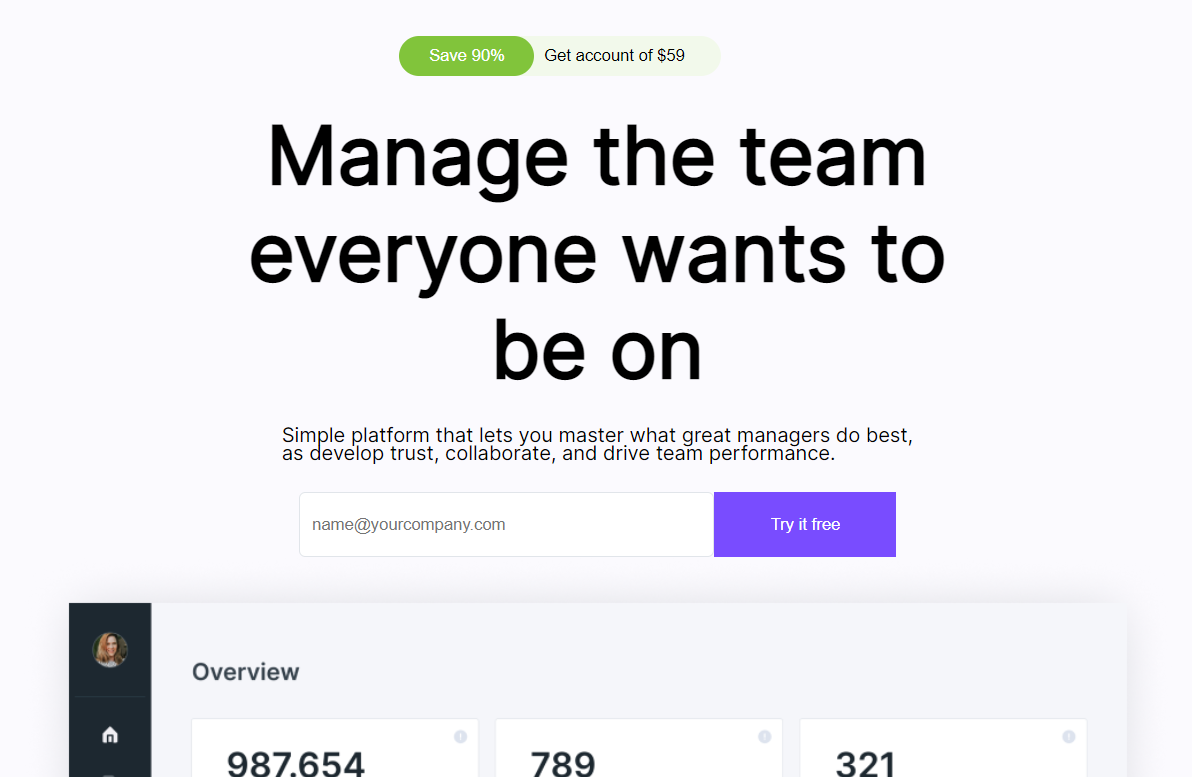 Save 90% Get account of $59
Manage the team
everyone wants to
be on
Simple platform that lets you master what great managers do best,
as develop trust, collaborate, and drive team performance.
name@yourcompany.com Try it free
Overview
987.654 789 321